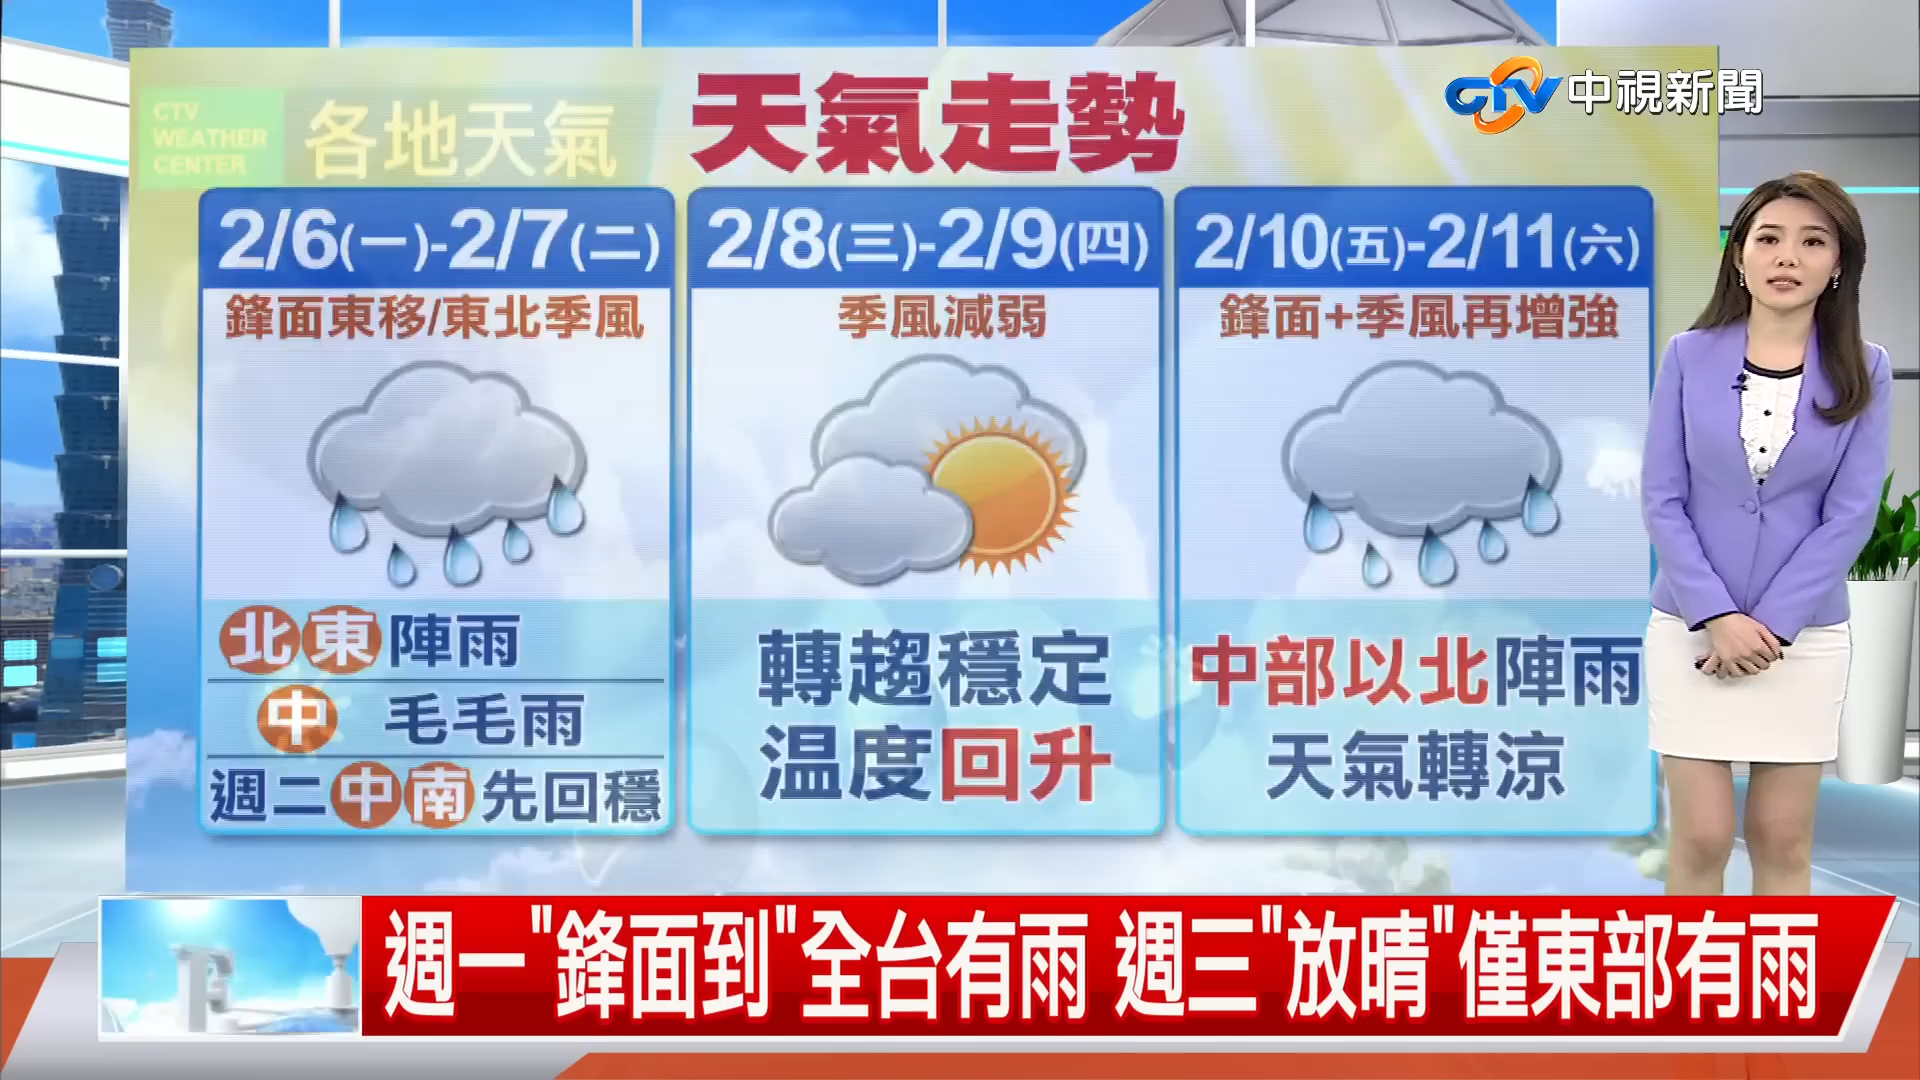 CTV
WEATHER
CENTER
各地天氣
天氣走勢
CTV 中視新聞
2/6(一)-2/7(二)
鋒面東移/東北季風
北 東 陣雨
中 毛毛雨
週二中南先回穩
2/8(三)-2/9(四)
季風減弱
轉趨穩定
溫度回升
2/10(五)-2/11(六)
鋒面+季風再增強
中部以北陣雨
天氣轉涼
週一"鋒面到"全台有雨 週三"放晴"僅東部有雨